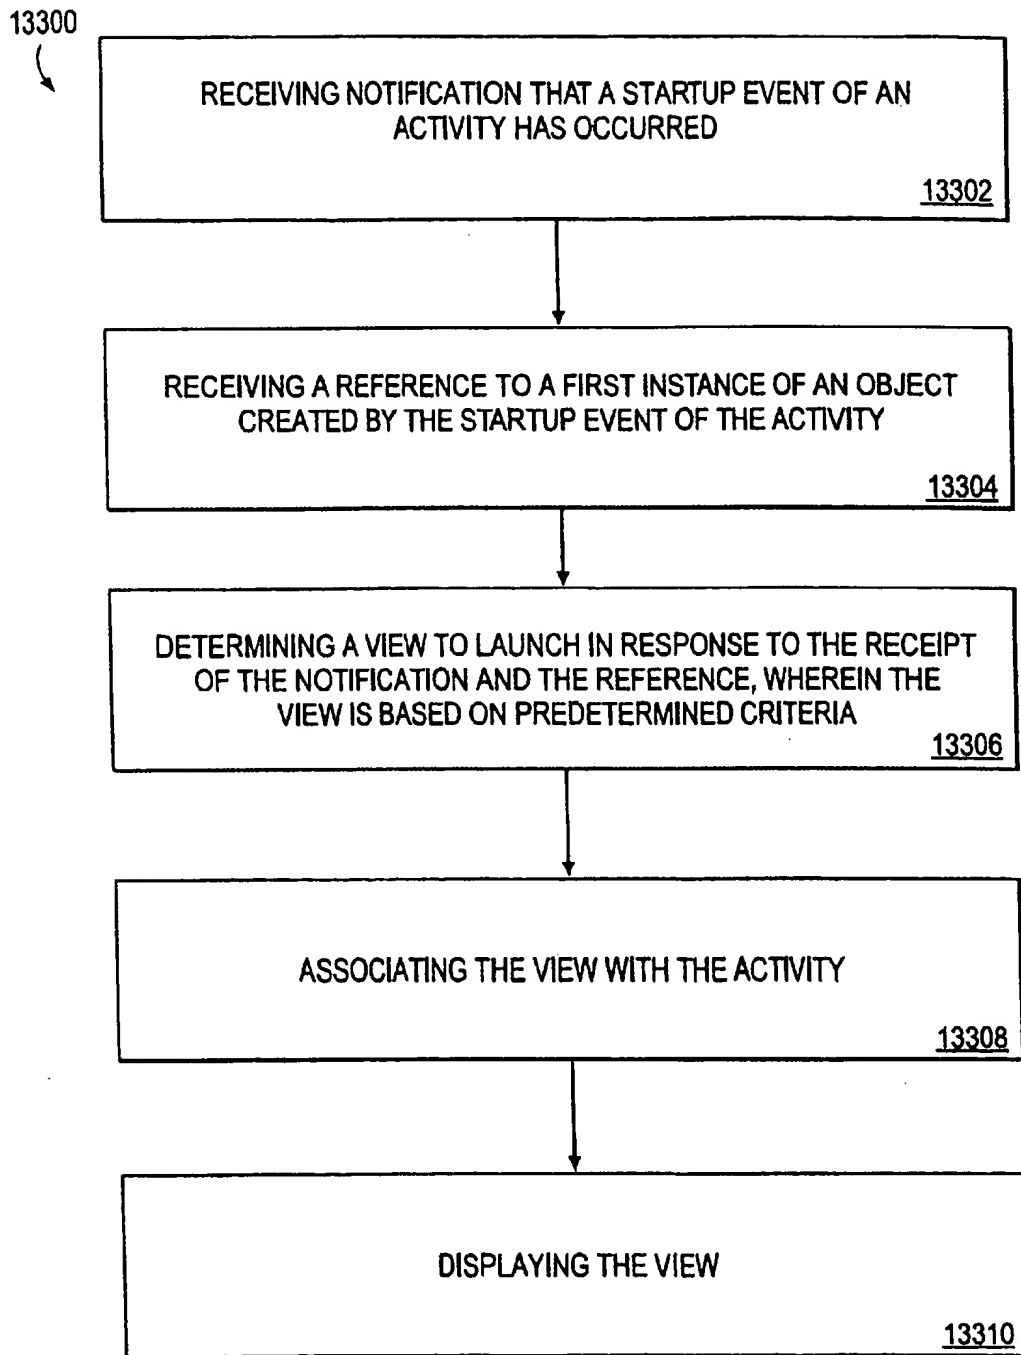 13300
RECEIVING NOTIFICATION THAT A STARTUP EVENT OF AN
ACTIVITY HAS OCCURRED
13302
RECEIVING A REFERENCE TO A FIRST INSTANCE OF AN OBJECT
CREATED BY THE STARTUP EVENT OF THE ACTIVITY
13304
DETERMINING A VIEW TO LAUNCH IN RESPONSE TO THE RECEIPT
OF THE NOTIFICATION AND THE REFERENCE, WHEREIN THE
VIEW IS BASED ON PREDETERMINED CRITERIA
13306
ASSOCIATING THE VIEW WITH THE ACTIVITY
13308
DISPLAYING THE VIEW
13310